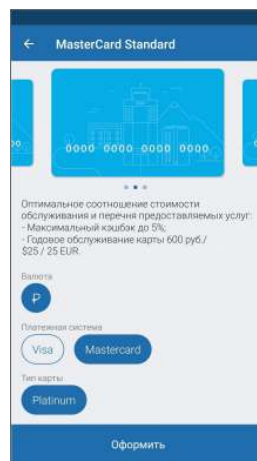 MasterCard Standard
0000 0000 0000 0000
Оптимальное соотношение стоимости
обслуживания и перечня предоставляемых услуг:
- Максимальный кэшбэк до 5%;
- Годовое обслуживание карты 600 руб./
$25 / 25 EUR.
Валюта
₽
Платежная система
Visa Mastercard
Тип карты
Platinum
Оформить